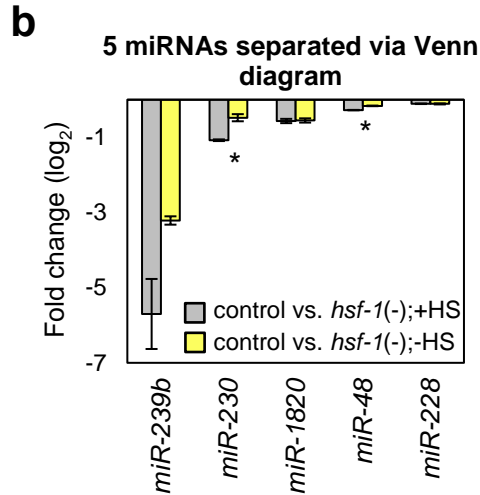 b
5 miRNAs separated via Venn
diagram
Fold change (log2)
-1
-3
-5
-7
*
*
control vs. hsf-1(-);+HS
control vs. hsf-1(-);-HS
miR-239b
miR-230
miR-1820
miR-48
miR-228